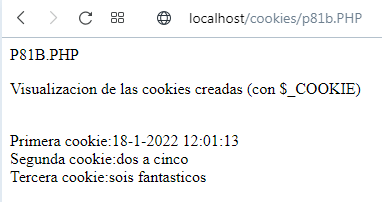 localhost/cookies/p81b.PHP
P81B.PHP
Visualizacion de las cookies creadas (con $_COOKIE)
Primera cookie:18-1-2022 12:01:13
Segunda cookie:dos a cinco
Tercera cookie:sois fantasticos